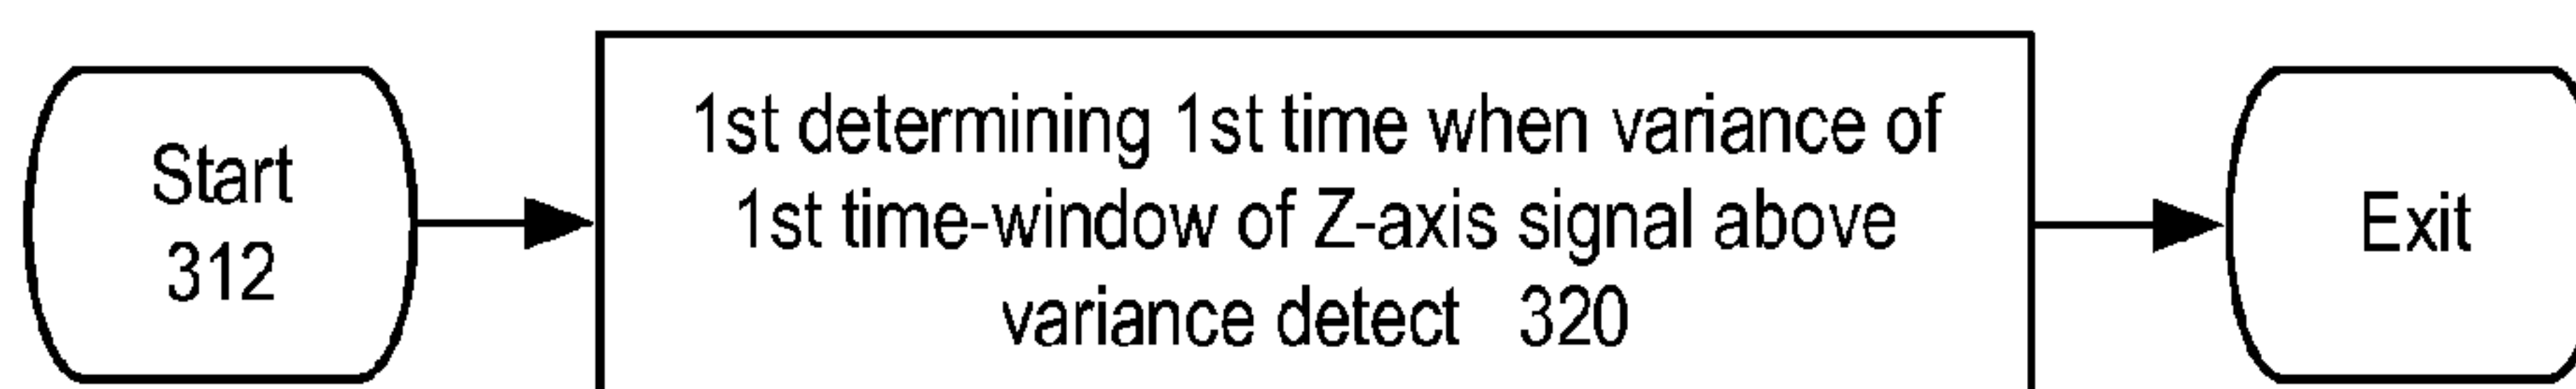 Start
312
1st determining 1st time when variance of
1st time-window of Z-axis signal above
variance detect 320
Exit